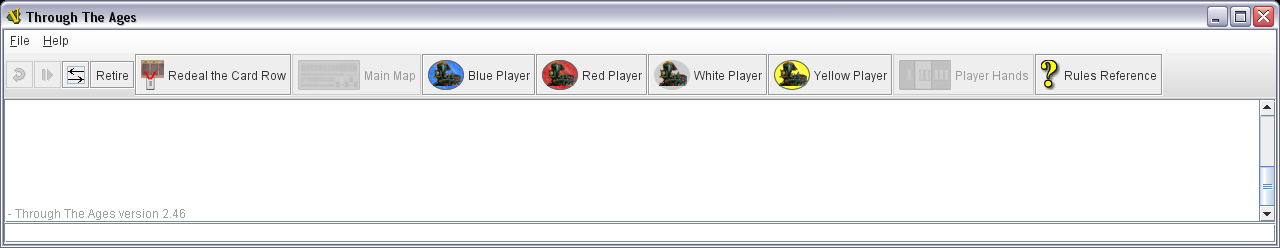 Through The Ages
File Help
Retire Redeal the Card Row Main Map Blue Player Red Player White Player Yellow Player Player Hands Rules Reference
- Through The Ages version 2.46